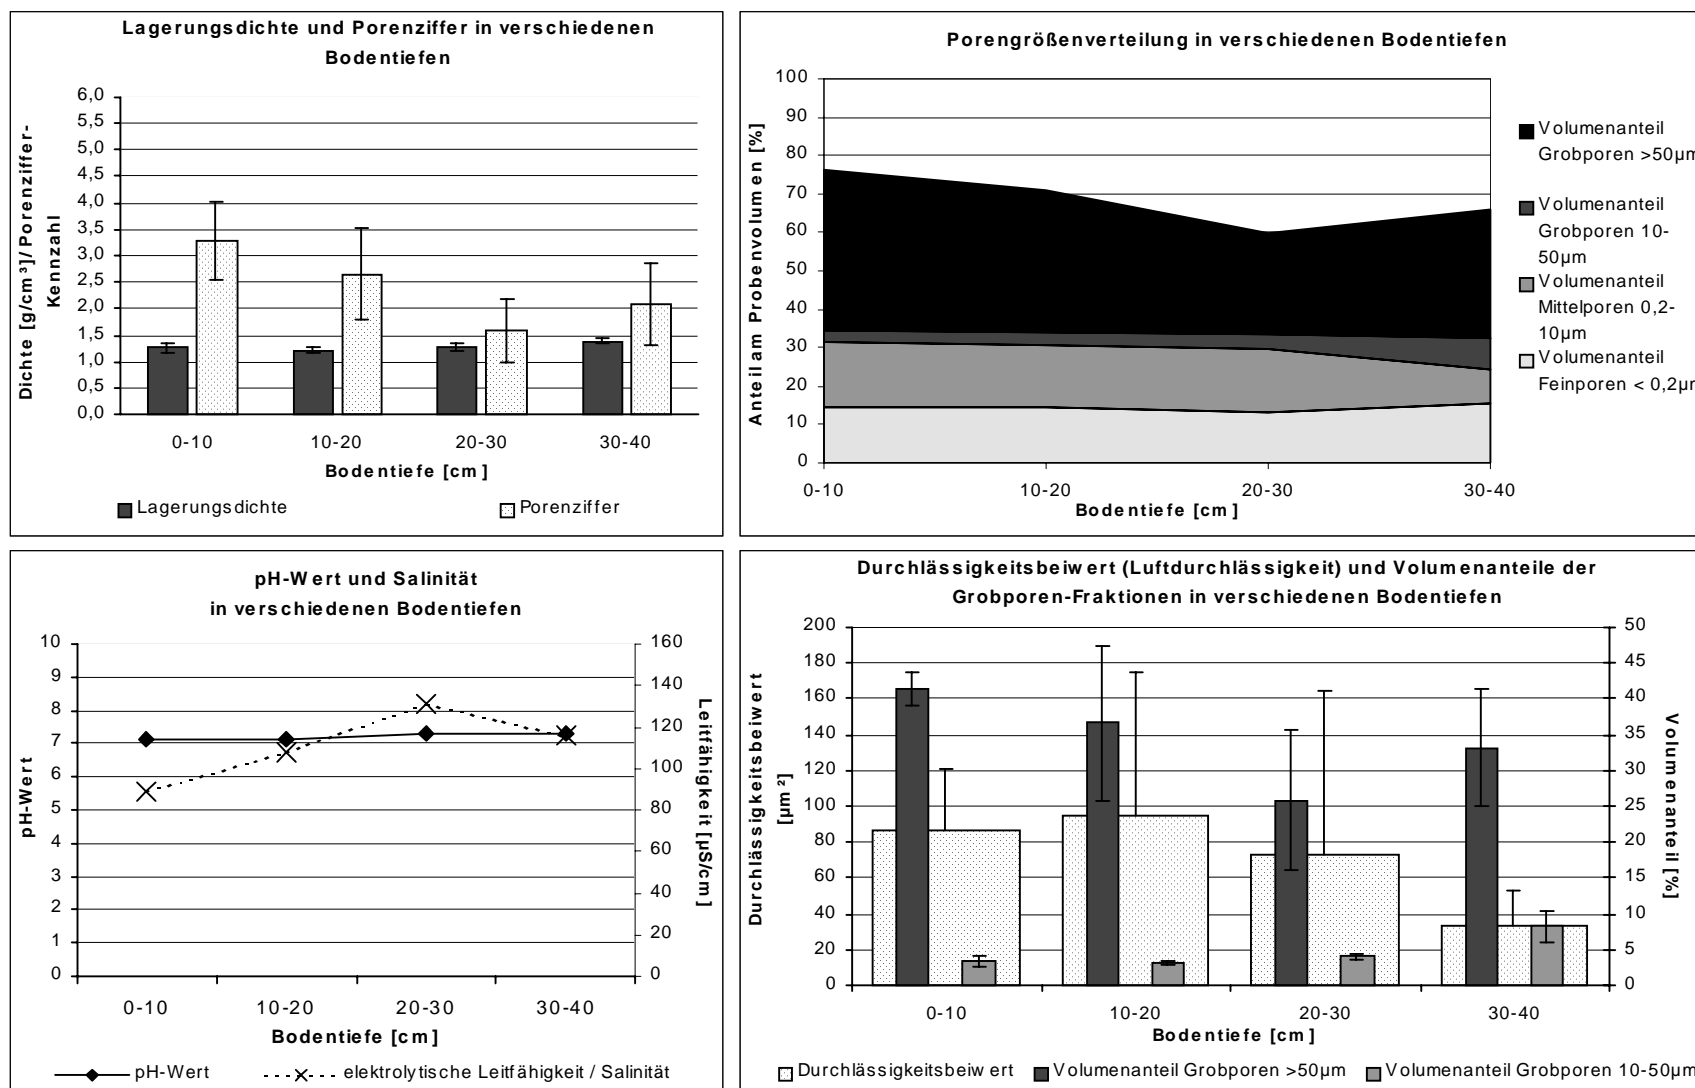 Lagerungsdichte und Porenziffer in verschiedenen
Bodentiefen
Dichte [g/cm³]/Porenziffer-
Kennzahl
6,0
5,5
5,0
4,5
4,0
3,5
3,0
2,5
2,0
1,5
1,0
0,5
0,0
0-10 10-20 20-30 30-40
Bodentiefe [cm]
Lagerungsdichte Porenziffer
Porengrößenverteilung in verschiedenen Bodentiefen
Anteil am Probenvolumen [%]
100
90
80
70
60
50
40
30
20
10
0
0-10 10-20 20-30 30-40
Bodentiefe [cm]
Volumenanteil
Grobporen >50µm
Volumenanteil
Grobporen 10-
50µm
Volumenanteil
Mittelporen 0,2-
10µm
Volumenanteil
Feinporen < 0,2µm
pH-Wert und Salinität
in verschiedenen Bodentiefen
pH-Wert
10
9
8
7
6
5
4
3
2
1
0
160
140
120
100
80
60
40
20
0
Leitfähigkeit [µS/cm]
0-10 10-20 20-30 30-40
Bodentiefe [cm]
pH-Wert elektrolytische Leitfähigkeit / Salinität
Durchlässigkeitsbeiwert (Luftdurchlässigkeit) und Volumenanteile der
Grobporen-Fraktionen in verschiedenen Bodentiefen
Durchlässigkeitsbeiwert
[µm²]
200
180
160
140
120
100
80
60
40
20
0
50
45
40
35
30
25
20
15
10
5
0
Volumenanteil
[%]
0-10 10-20 20-30 30-40
Bodentiefe [cm]
Durchlässigkeitsbeiwert Volumenanteil Grobporen >50µm Volumenanteil Grobporen 10-50µm